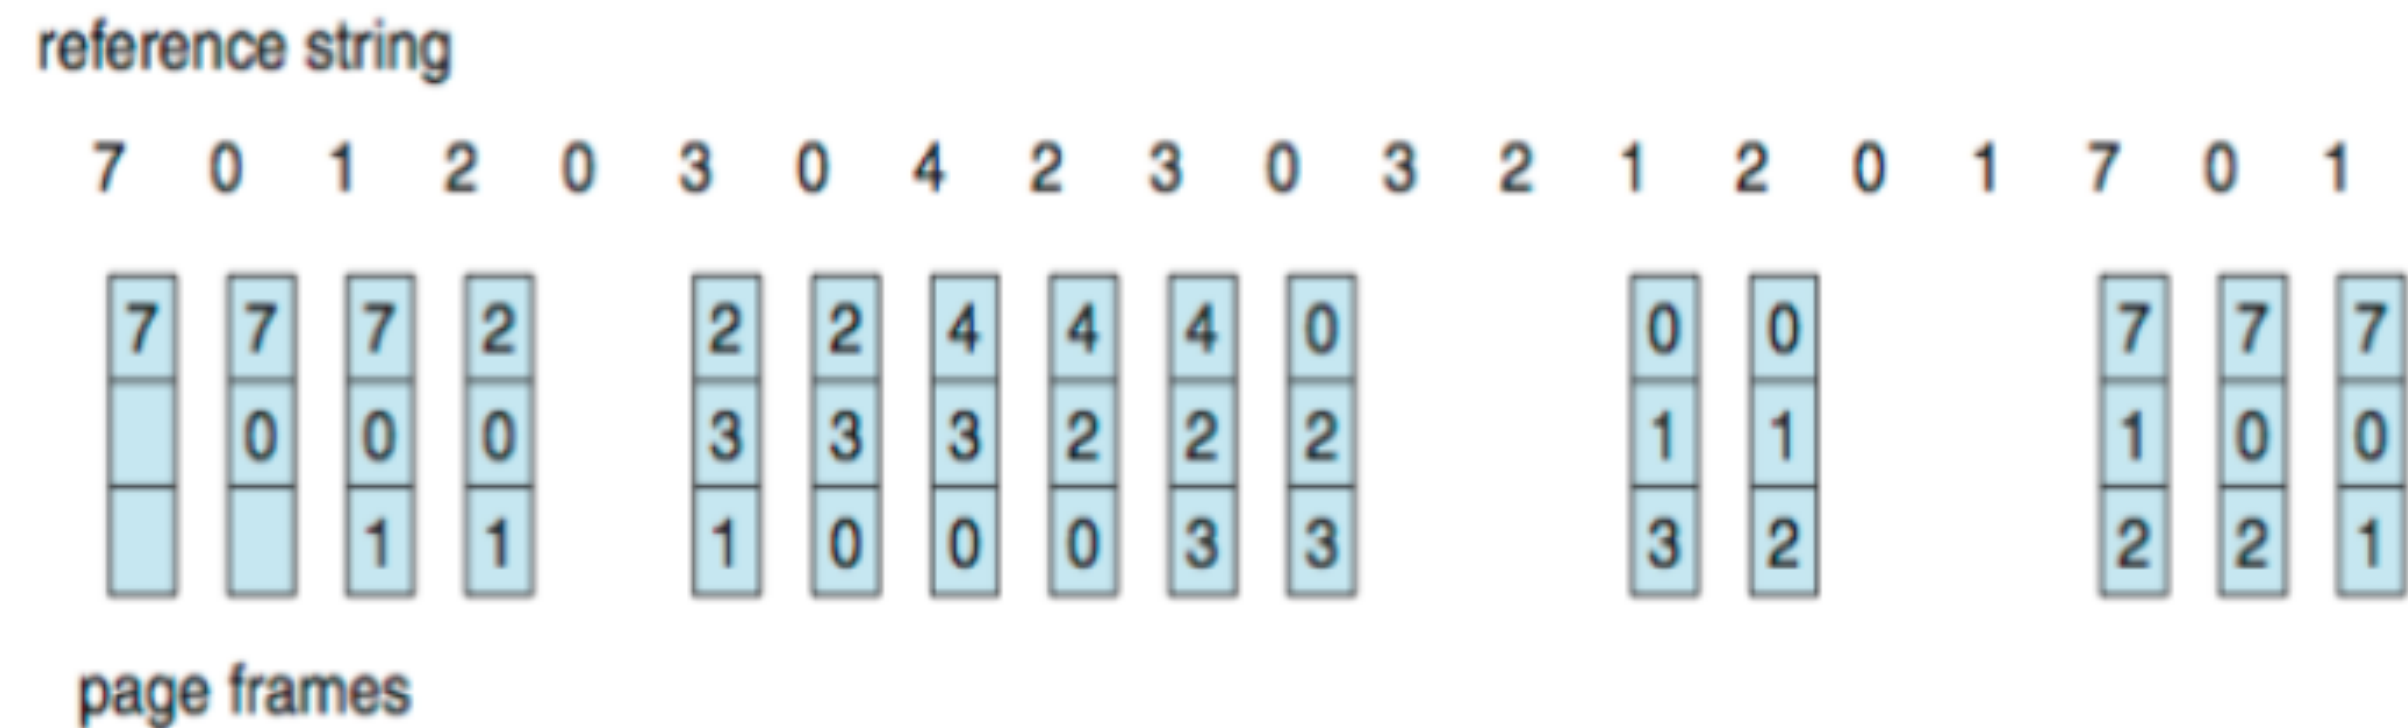 reference string
7 0 1 2 0 3 0 4 2 3 0 3 2 1 2 0 1 7 0 1
7 7 7 2 2 2 4 4 4 0 0 0 7 7 7
0 0 0 3 3 3 2 2 2 1 1 1 0 0
1 1 1 0 0 0 3 3 3 2 2 2 1
page frames